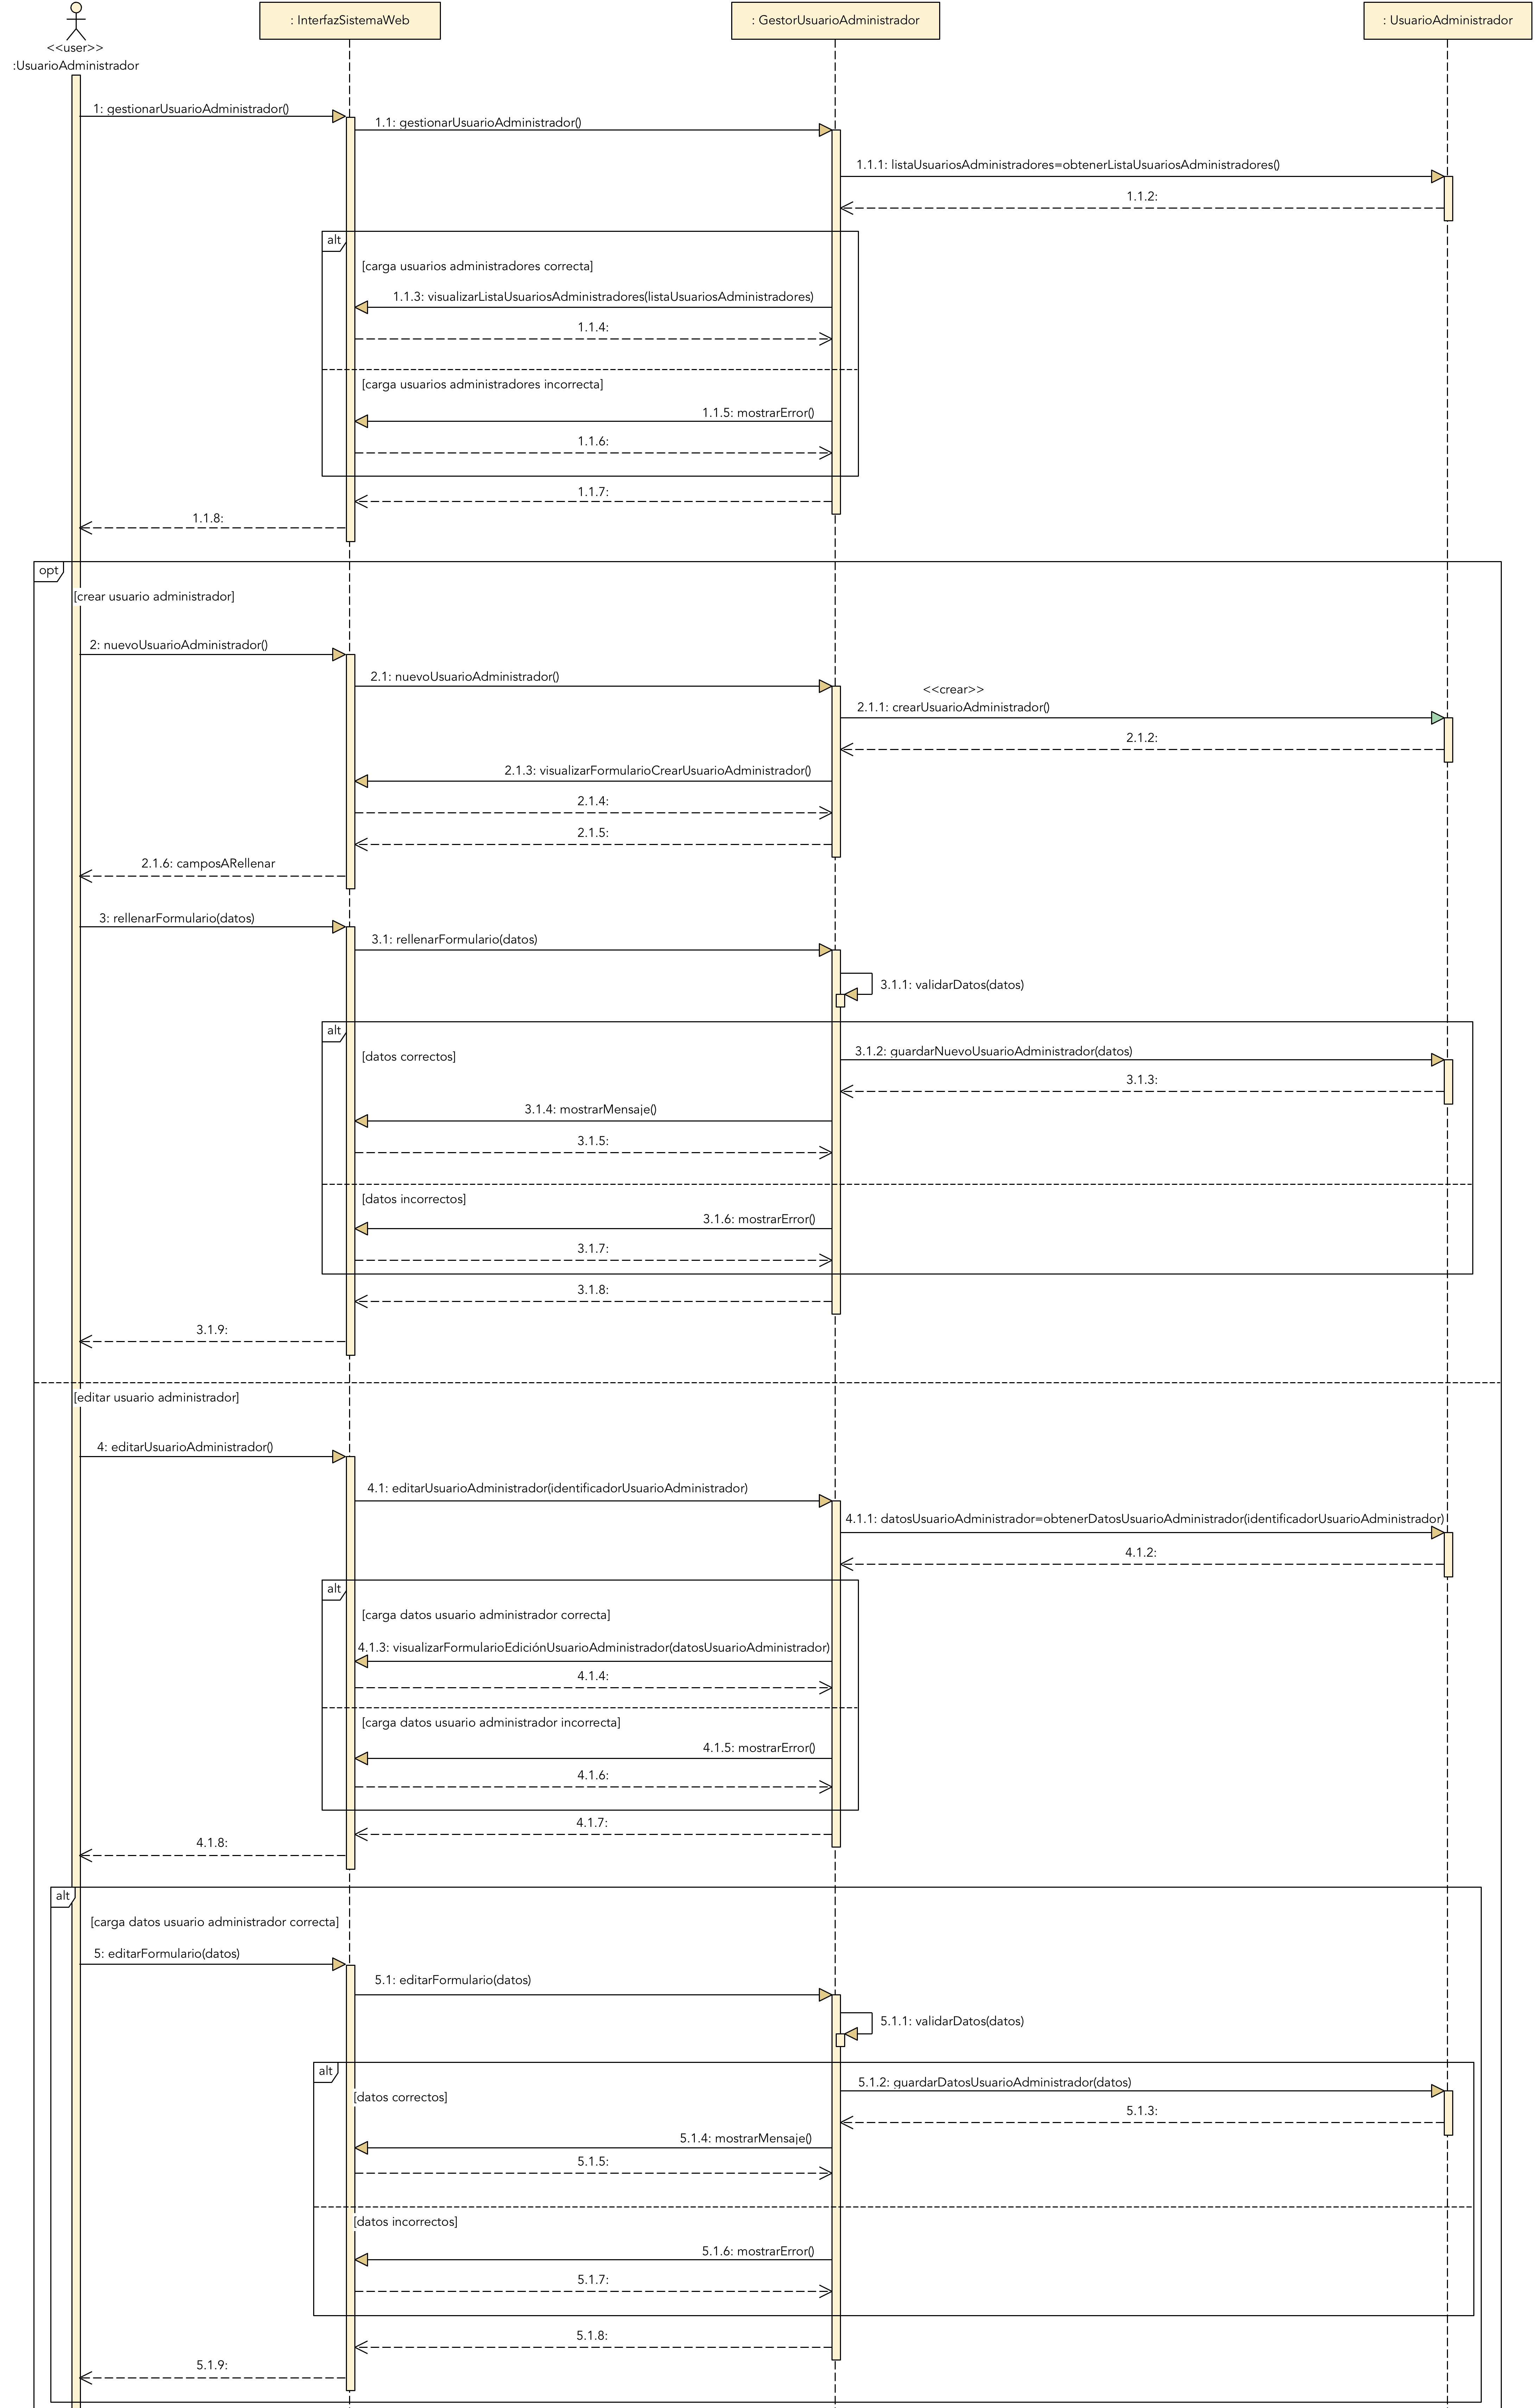 <<user>>
:UsuarioAdministrador
: InterfazSistemaWeb
: GestorUsuarioAdministrador
: UsuarioAdministrador
1: gestionarUsuarioAdministrador()
1.1: gestionarUsuarioAdministrador()
1.1.1: listaUsuariosAdministradores=obtenerListaUsuariosAdministradores()
1.1.2:
alt
[carga usuarios administradores correcta]
1.1.3: visualizarListaUsuariosAdministradores(listaUsuariosAdministradores)
1.1.4:
[carga usuarios administradores incorrecta]
1.1.5: mostrarError()
1.1.6:
1.1.7:
1.1.8:
opt
[crear usuario administrador]
2: nuevoUsuarioAdministrador()
2.1: nuevoUsuarioAdministrador()
<<crear>>
2.1.1: crearUsuarioAdministrador()
2.1.2:
2.1.3: visualizarFormularioCrearUsuarioAdministrador()
2.1.4:
2.1.5:
2.1.6: camposARellenar
3: rellenarFormulario(datos)
3.1: rellenarFormulario(datos)
3.1.1: validarDatos(datos)
alt
[datos correctos]
3.1.2: guardarNuevoUsuarioAdministrador(datos)
3.1.3:
3.1.4: mostrarMensaje()
3.1.5:
[datos incorrectos]
3.1.6: mostrarError()
3.1.7:
3.1.8:
3.1.9:
[editar usuario administrador]
4: editarUsuarioAdministrador()
4.1: editarUsuarioAdministrador(identificadorUsuarioAdministrador)
4.1.1: datosUsuarioAdministrador=obtenerDatosUsuarioAdministrador(identificadorUsuarioAdministrador)
4.1.2:
alt
[carga datos usuario administrador correcta]
4.1.3: visualizarFormularioEdiciónUsuarioAdministrador(datosUsuarioAdministrador)
4.1.4:
[carga datos usuario administrador incorrecta]
4.1.5: mostrarError()
4.1.6:
4.1.7:
4.1.8:
alt
[carga datos usuario administrador correcta]
5: editarFormulario(datos)
5.1: editarFormulario(datos)
5.1.1: validarDatos(datos)
alt
[datos correctos]
5.1.2: guardarDatosUsuarioAdministrador(datos)
5.1.3:
5.1.4: mostrarMensaje()
5.1.5:
[datos incorrectos]
5.1.6: mostrarError()
5.1.7:
5.1.8:
5.1.9: